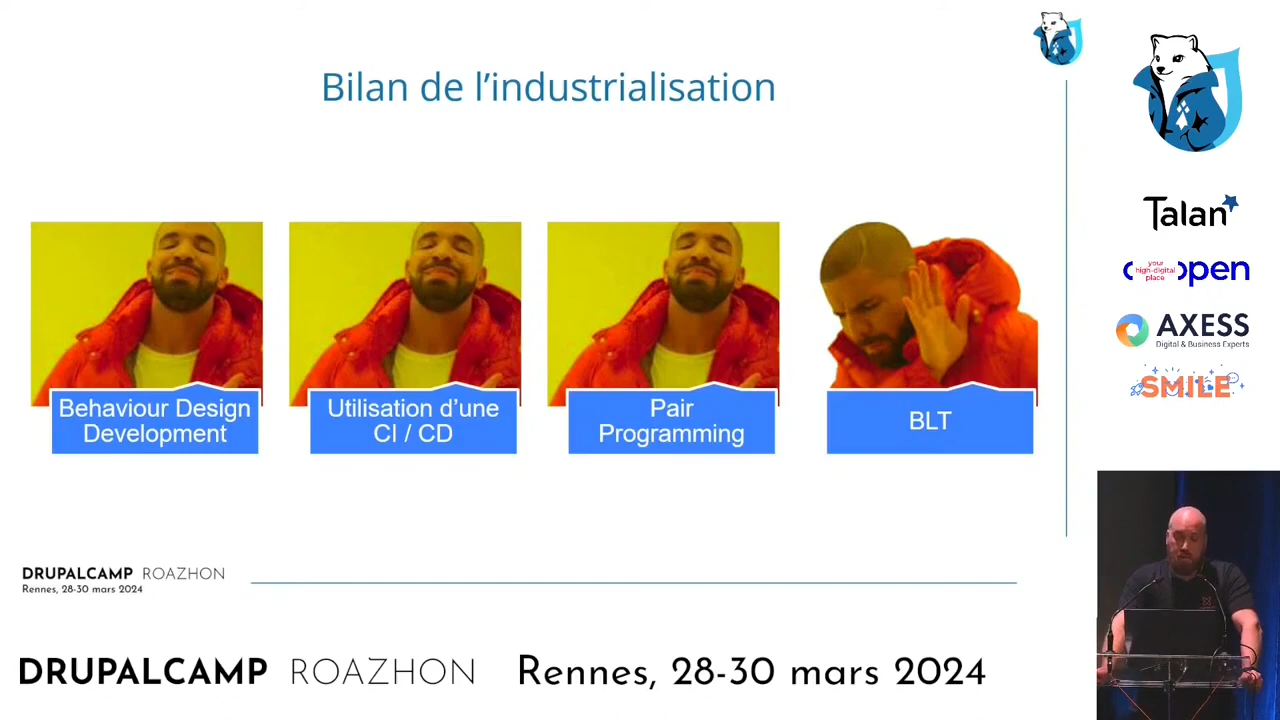 Bilan de l’industrialisation
Behaviour Design
Development
Utilisation d’une
CI / CD
Pair
Programming
BLT
DRUPALCAMP ROAZHON
Rennes, 28-30 mars 2024
Talan
your
high-digital
place
open
AXESS
Digital & Business Experts
SMILE
DRUPALCAMP ROAZHON Rennes, 28-30 mars 2024